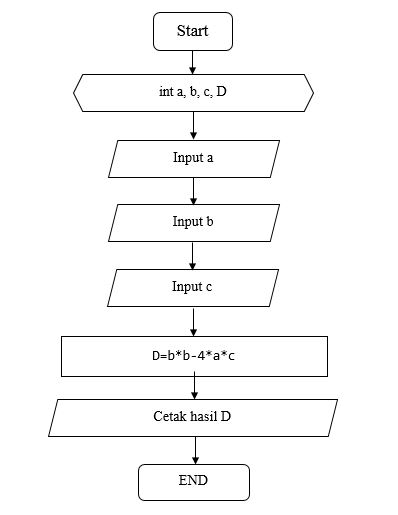 Start
int a, b, c, D
Input a
Input b
Input c
D=b*b-4*a*c
Cetak hasil D
END